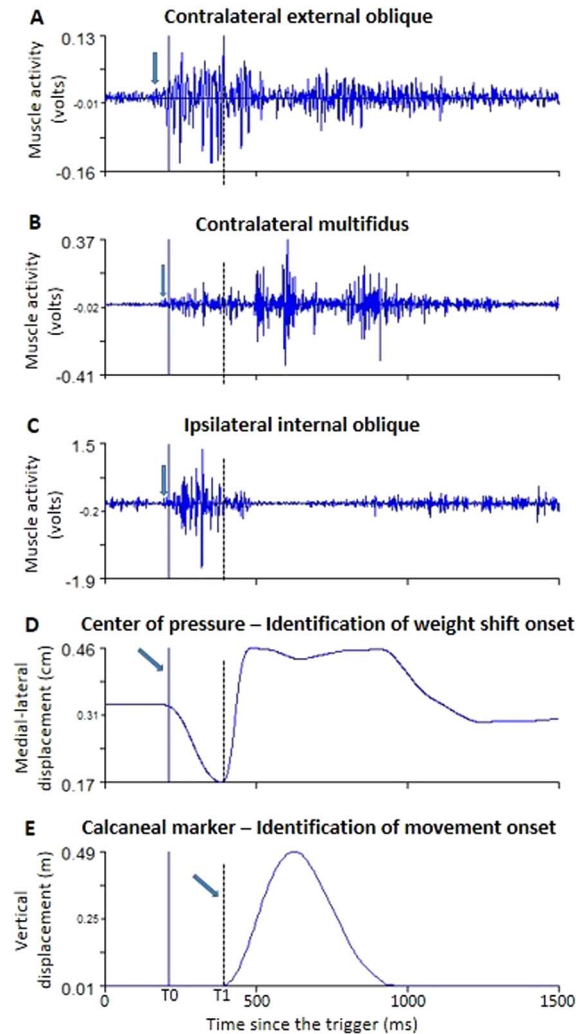 A Contralateral external oblique
0.13
-0.01
-0.16
Muscle activity
(volts)
B Contralateral multifidus
0.37
-0.02
-0.41
Muscle activity
(volts)
C Ipsilateral internal oblique
1.5
-0.2
-1.9
Muscle activity
(volts)
D Center of pressure – Identification of weight shift onset
0.46
0.31
0.17
Medial-lateral
displacement (cm)
E Calcaneal marker – Identification of movement onset
0.49
0.25
0.01
Vertical
displacement (m)
0 T0 T1 500 1000 1500
Time since the trigger (ms)